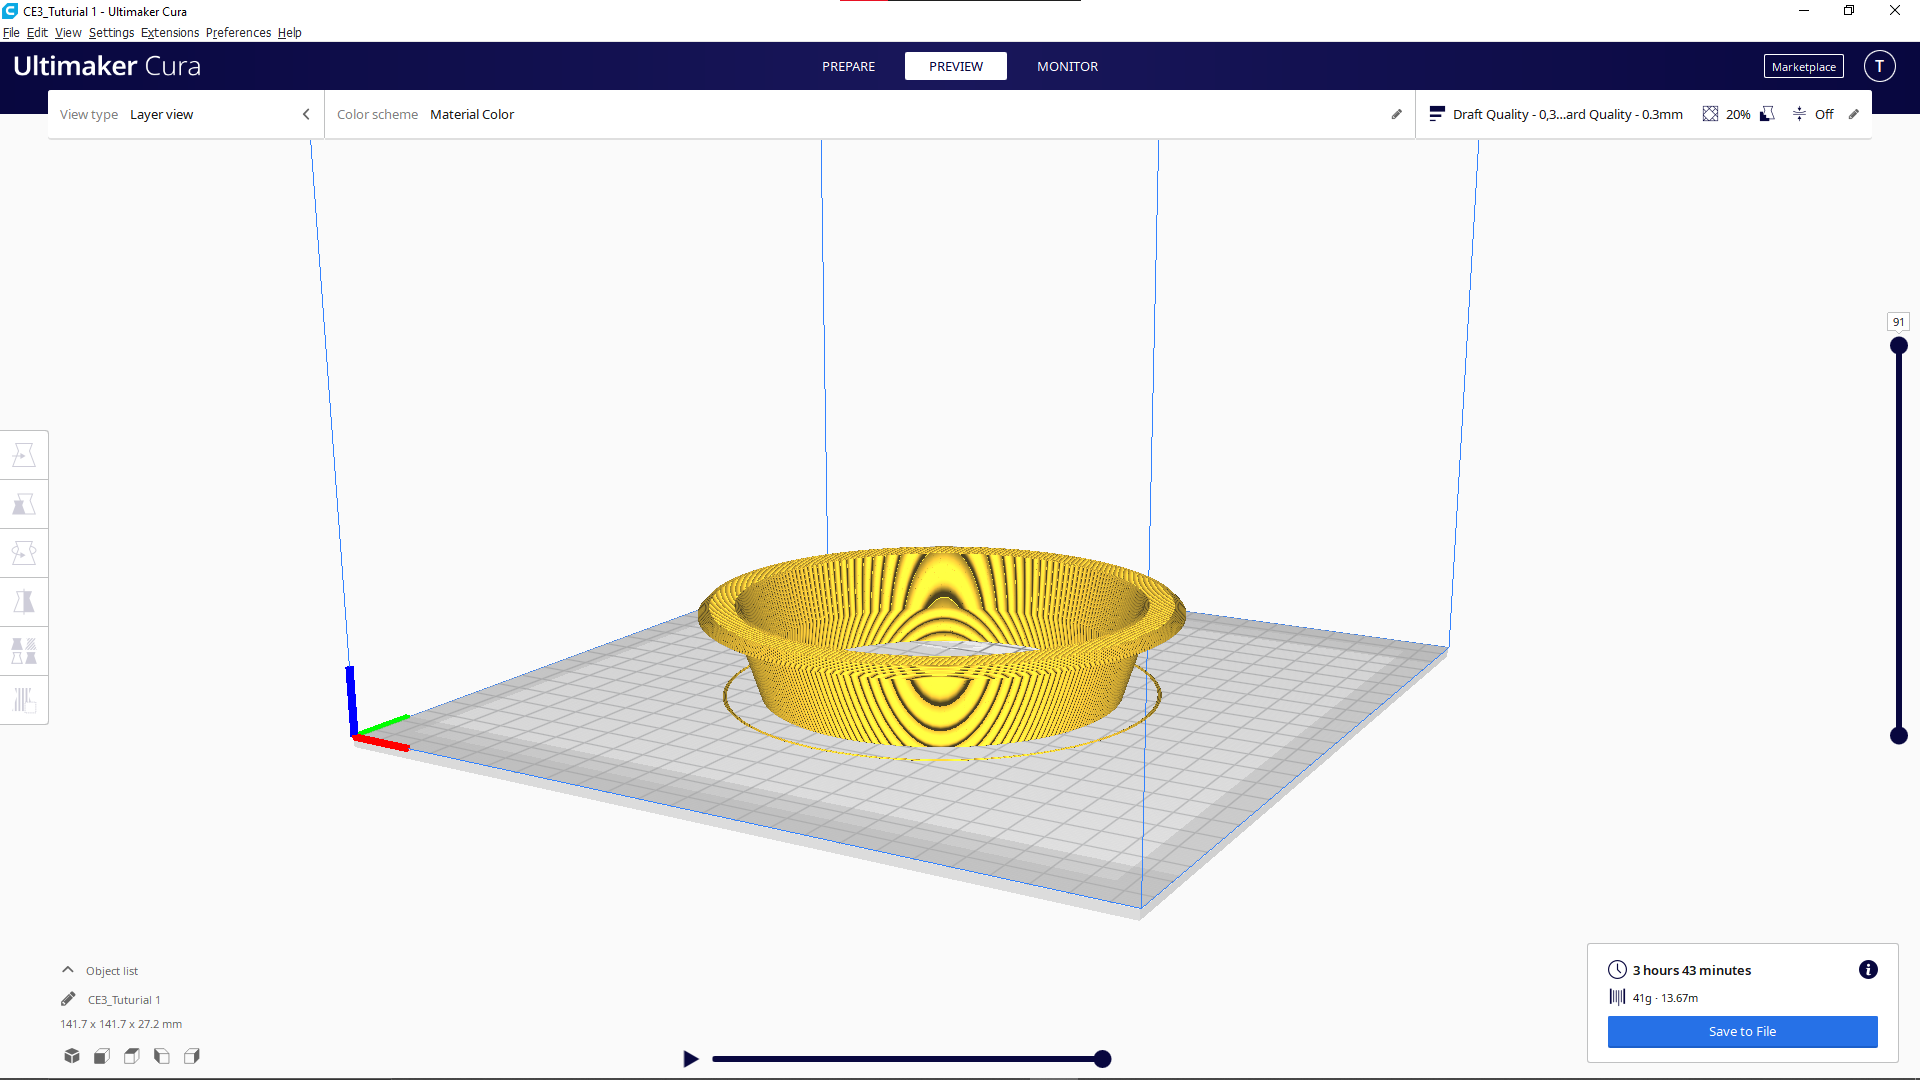 CE3_Tuturial 1 - Ultimaker Cura
File Edit View Settings Extensions Preferences Help
Ultimaker Cura
PREPARE PREVIEW MONITOR
Marketplace T
View type Layer view
Color scheme Material Color
Draft Quality - 0,3...ard Quality - 0.3mm 20% Off
91
Object list
CE3_Tuturial 1
141.7 x 141.7 x 27.2 mm
3 hours 43 minutes
41g · 13.67m
Save to File